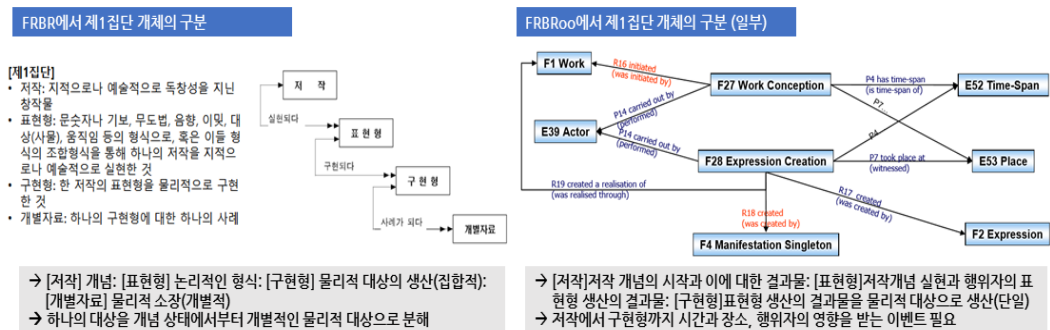 FRBR에서 제1집단 개체의 구분
[제1집단]
• 저작: 지적으로나 예술적으로 독창성을 지닌
창작물
• 표현형: 문숫자나 기보, 무도법, 음향, 이밎, 대
상(사물), 움직임 등의 형식으로, 혹은 이들 형
식의 조합형식을 통해 하나의 저작을 지적으
로나 예술적으로 실현한 것
• 구현형: 한 저작의 표현형을 물리적으로 구현
한 것
• 개별자료: 하나의 구현형에 대한 하나의 사례
저 작
실현되다
표 현 형
구현되다
구 현 형
사례가 되다
개별자료
→ [저작] 개념: [표현형] 논리적인 형식: [구현형] 물리적 대상의 생산(집합적):
[개별자료] 물리적 소장(개별적)
→ 하나의 대상을 개념 상태에서부터 개별적인 물리적 대상으로 분해
FRBRoo에서 제1집단 개체의 구분 (일부)
F1 Work
R16 initiated
(was initiated by)
F27 Work Conception
P4 has time-span
(is time-span of)
E52 Time-Span
P14 carried out by
(performed)
P7...
E39 Actor
P14 carried out by
(performed)
P4
F28 Expression Creation
P7 took place at
(witnessed)
E53 Place
R19 created a realisation of
(was realised through)
R17 created
(was created by)
R18 created
(was created by)
F2 Expression
F4 Manifestation Singleton
→ [저작]저작 개념의 시작과 이에 대한 결과물: [표현형]저작개념 실현과 행위자의 표
현형 생산의 결과물: [구현형]표현형 생산의 결과물을 물리적 대상으로 생산(단일)
→ 저작에서 구현형까지 시간과 장소, 행위자의 영향을 받는 이벤트 필요